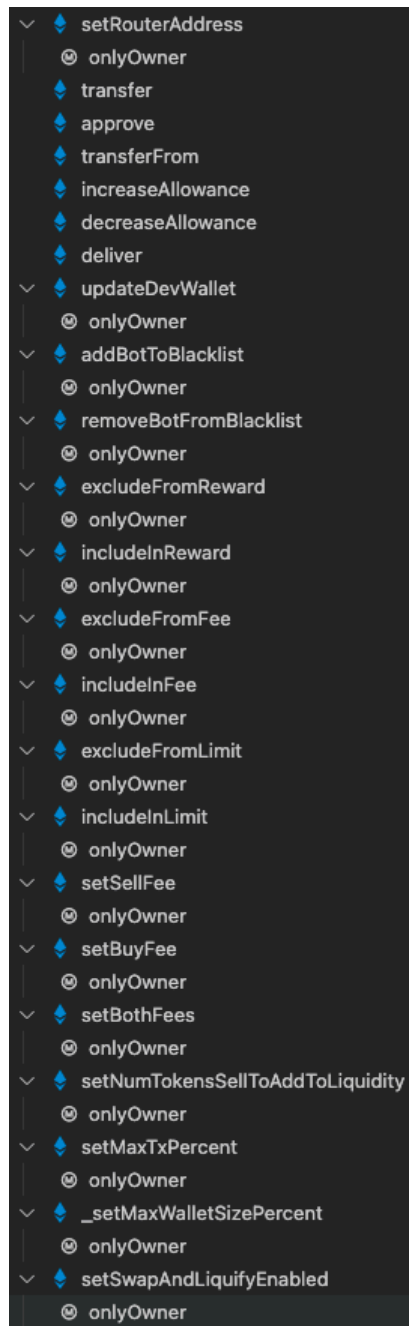 setRouterAddress
onlyOwner
transfer
approve
transferFrom
increaseAllowance
decreaseAllowance
deliver
updateDevWallet
onlyOwner
addBotToBlacklist
onlyOwner
removeBotFromBlacklist
onlyOwner
excludeFromReward
onlyOwner
includeInReward
onlyOwner
excludeFromFee
onlyOwner
includeInFee
onlyOwner
excludeFromLimit
onlyOwner
includeInLimit
onlyOwner
setSellFee
onlyOwner
setBuyFee
onlyOwner
setBothFees
onlyOwner
setNumTokensSellToAddToLiquidity
onlyOwner
setMaxTxPercent
onlyOwner
_setMaxWalletSizePercent
onlyOwner
setSwapAndLiquifyEnabled
onlyOwner